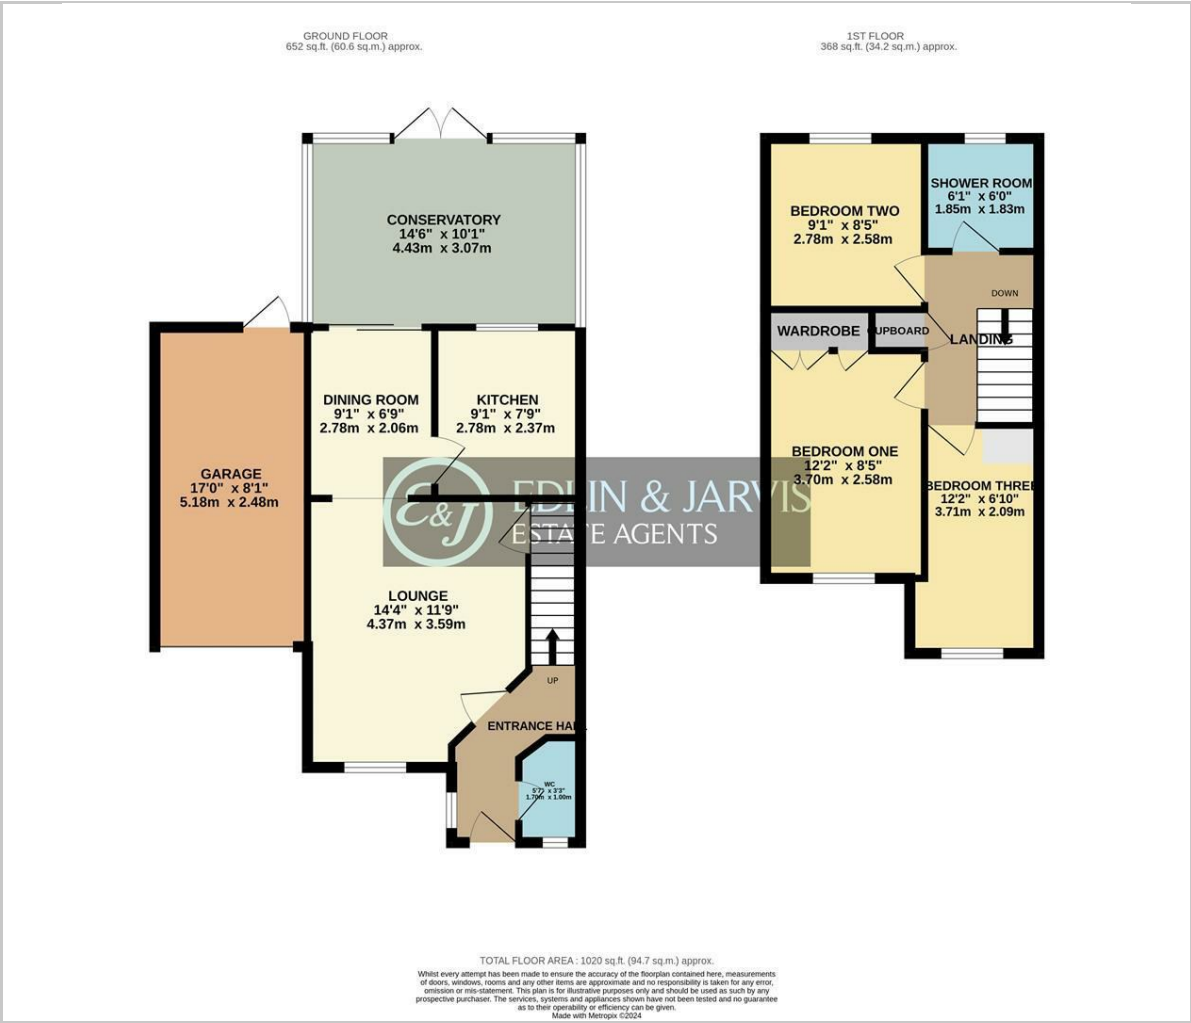 GROUND FLOOR
652 sq.ft. (60.6 sq.m.) approx.
1ST FLOOR
368 sq.ft. (34.2 sq.m.) approx.
CONSERVATORY
14'6" x 10'1"
4.43m x 3.07m
DINING ROOM
9'1" x 6'9"
2.78m x 2.06m
KITCHEN
9'1" x 7'9"
2.78m x 2.37m
GARAGE
17'0" x 8'1"
5.18m x 2.48m
LOUNGE
14'4" x 11'9"
4.37m x 3.59m
UP
ENTRANCE HALL
WC
5'7" x 3'3"
1.70m x 1.00m
BEDROOM TWO
9'1" x 8'5"
2.78m x 2.58m
SHOWER ROOM
6'1" x 6'0"
1.85m x 1.83m
DOWN
WARDROBE
CUPBOARD
LANDING
BEDROOM ONE
12'2" x 8'5"
3.70m x 2.58m
BEDROOM THREE
12'2" x 6'10"
3.71m x 2.09m
E&J
EDLIN & JARVIS
ESTATE AGENTS
TOTAL FLOOR AREA : 1020 sq.ft. (94.7 sq.m.) approx.
Whilst every attempt has been made to ensure the accuracy of the floorplan contained here, measurements
of doors, windows, rooms and any other items are approximate and no responsibility is taken for any error,
omission or mis-statement. This plan is for illustrative purposes only and should be used as such by any
prospective purchaser. The services, systems and appliances shown have not been tested and no guarantee
as to their operability or efficiency can be given.
Made with Metropix ©2024